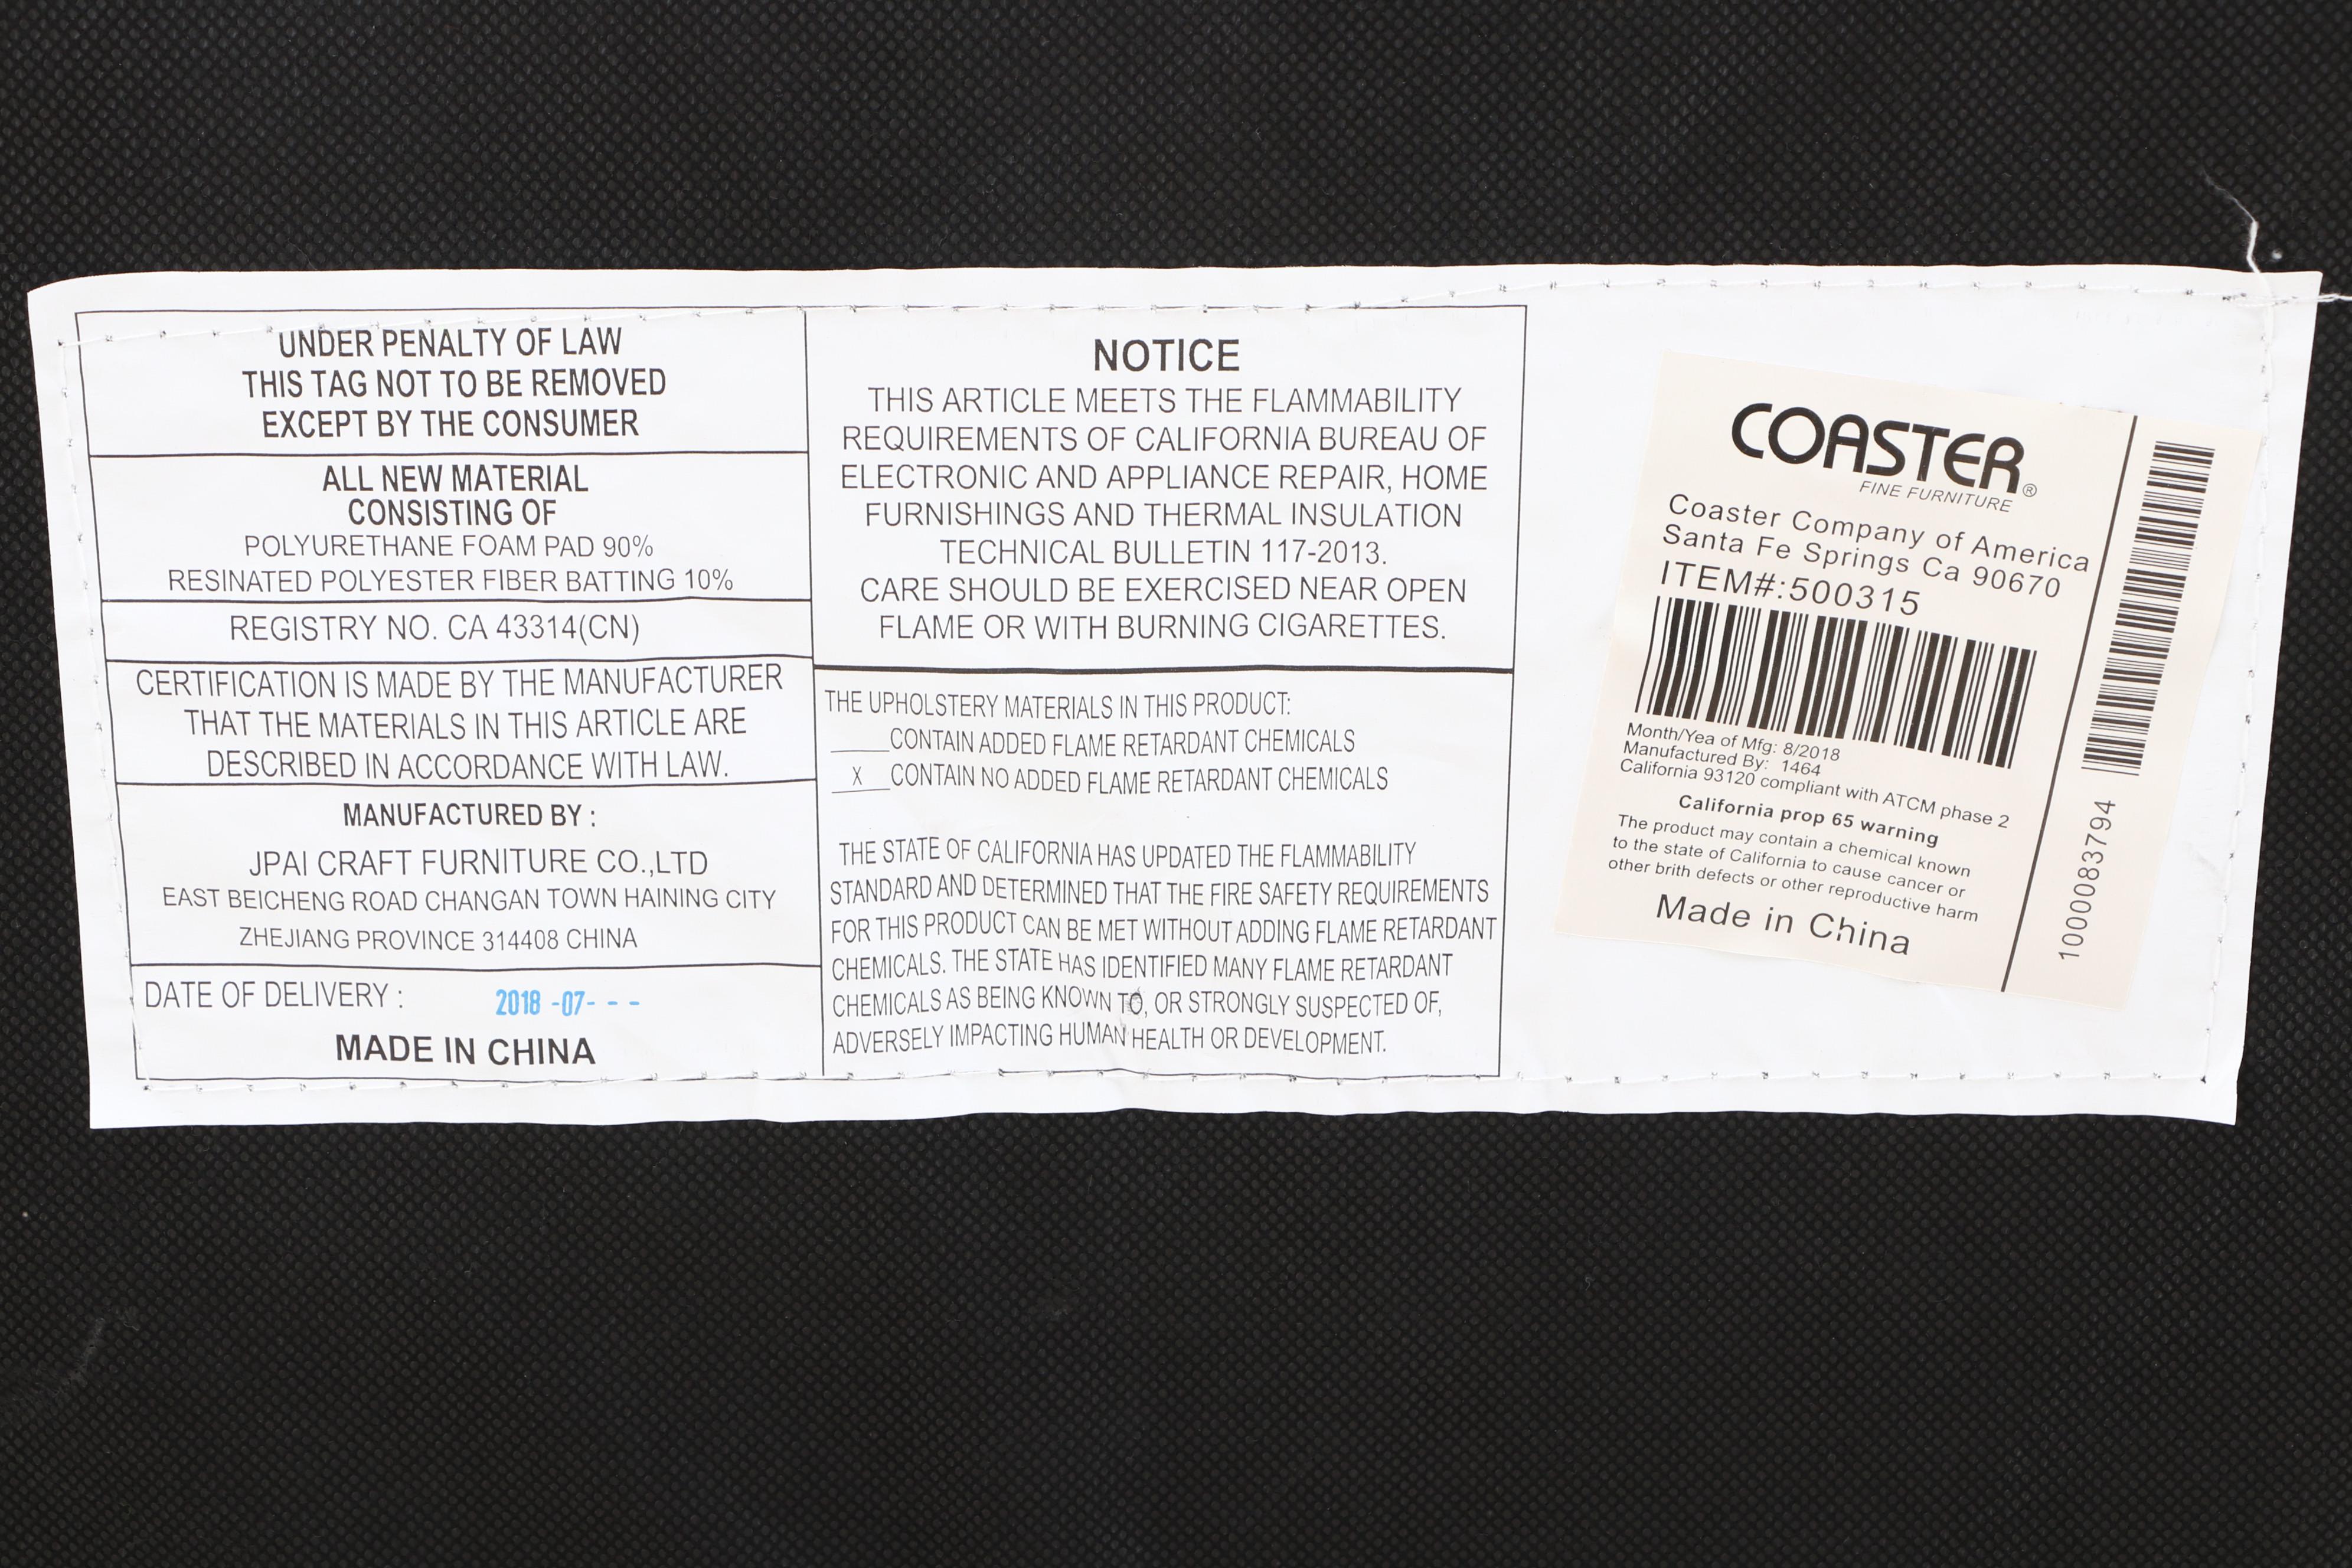 UNDER PENALTY OF LAW
THIS TAG NOT TO BE REMOVED
EXCEPT BY THE CONSUMER
ALL NEW MATERIAL
CONSISTING OF
POLYURETHANE FOAM PAD 90%
RESINATED POLYESTER FIBER BATTING 10%
REGISTRY NO. CA 43314(CN)
CERTIFICATION IS MADE BY THE MANUFACTURER
THAT THE MATERIALS IN THIS ARTICLE ARE
DESCRIBED IN ACCORDANCE WITH LAW.
MANUFACTURED BY :
JPAI CRAFT FURNITURE CO.,LTD
EAST BEICHENG ROAD CHANGAN TOWN HAINING CITY
ZHEJIANG PROVINCE 314408 CHINA
DATE OF DELIVERY : 2018 -07- - -
MADE IN CHINA
NOTICE
THIS ARTICLE MEETS THE FLAMMABILITY
REQUIREMENTS OF CALIFORNIA BUREAU OF
ELECTRONIC AND APPLIANCE REPAIR, HOME
FURNISHINGS AND THERMAL INSULATION
TECHNICAL BULLETIN 117-2013.
CARE SHOULD BE EXERCISED NEAR OPEN
FLAME OR WITH BURNING CIGARETTES.
THE UPHOLSTERY MATERIALS IN THIS PRODUCT:
_____CONTAIN ADDED FLAME RETARDANT CHEMICALS
__X__CONTAIN NO ADDED FLAME RETARDANT CHEMICALS
THE STATE OF CALIFORNIA HAS UPDATED THE FLAMMABILITY
STANDARD AND DETERMINED THAT THE FIRE SAFETY REQUIREMENTS
FOR THIS PRODUCT CAN BE MET WITHOUT ADDING FLAME RETARDANT
CHEMICALS. THE STATE HAS IDENTIFIED MANY FLAME RETARDANT
CHEMICALS AS BEING KNOWN TO, OR STRONGLY SUSPECTED OF,
ADVERSELY IMPACTING HUMAN HEALTH OR DEVELOPMENT.
COASTER®
FINE FURNITURE
Coaster Company of America
Santa Fe Springs Ca 90670
ITEM#:500315
Month/Yea of Mfg: 8/2018
Manufactured By: 1464
California 93120 compliant with ATCM phase 2
California prop 65 warning
The product may contain a chemical known
to the state of California to cause cancer or
other brith defects or other reproductive harm
Made in China
1000083794